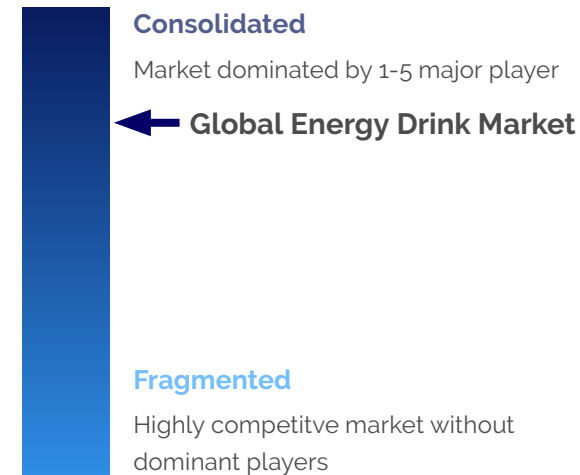 Consolidated
Market dominated by 1-5 major player
Global Energy Drink Market
Fragmented
Highly competitve market without
dominant players